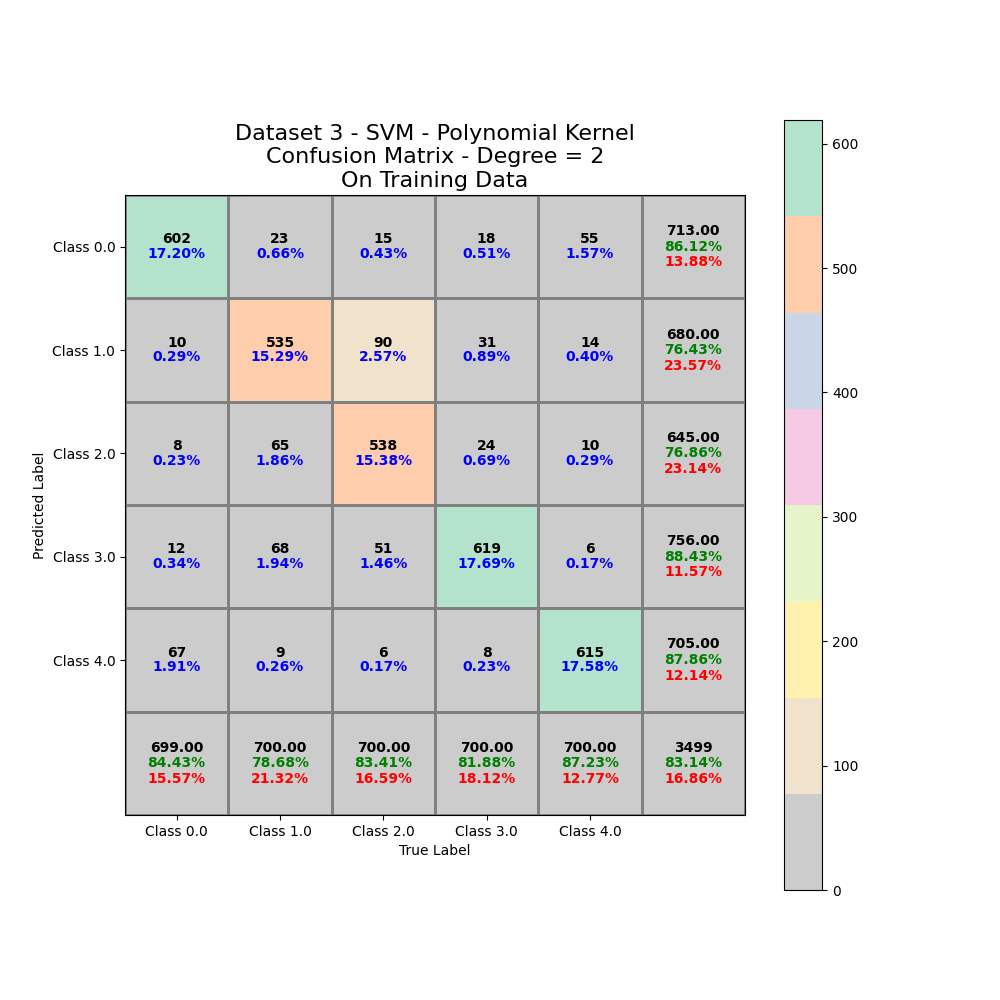 Dataset 3 - SVM - Polynomial Kernel
Confusion Matrix - Degree = 2
On Training Data
Predicted Label
Class 0.0
602 23 15 18 55 713.00
17.20% 0.66% 0.43% 0.51% 1.57% 86.12%
13.88%
Class 1.0
10 535 90 31 14 680.00
0.29% 15.29% 2.57% 0.89% 0.40% 76.43%
23.57%
Class 2.0
8 65 538 24 10 645.00
0.23% 1.86% 15.38% 0.69% 0.29% 76.86%
23.14%
Class 3.0
12 68 51 619 6 756.00
0.34% 1.94% 1.46% 17.69% 0.17% 88.43%
11.57%
Class 4.0
67 9 6 8 615 705.00
1.91% 0.26% 0.17% 0.23% 17.58% 87.86%
12.14%
699.00 700.00 700.00 700.00 700.00 3499
84.43% 78.68% 83.41% 81.88% 87.23% 83.14%
15.57% 21.32% 16.59% 18.12% 12.77% 16.86%
Class 0.0 Class 1.0 Class 2.0 Class 3.0 Class 4.0
True Label
600
500
400
300
200
100
0